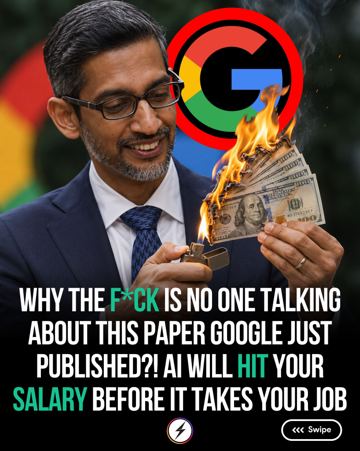 WHY THE F*CK IS NO ONE TALKING
ABOUT THIS PAPER GOOGLE JUST
PUBLISHED?! AI WILL HIT YOUR
SALARY BEFORE IT TAKES YOUR JOB
<<< Swipe